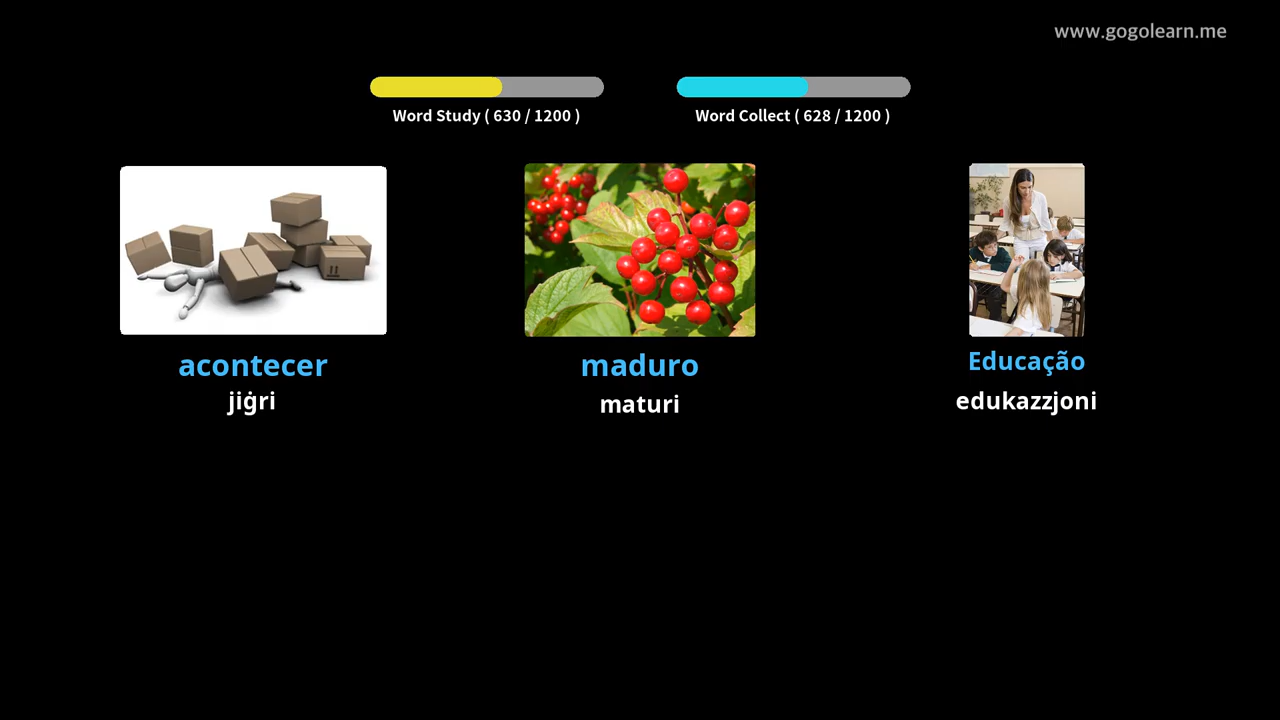 www.gogolearn.me
Word Study ( 630 / 1200 )
Word Collect ( 628 / 1200 )
acontecer
jiġri
maduro
maturi
Educação
edukazzjoni